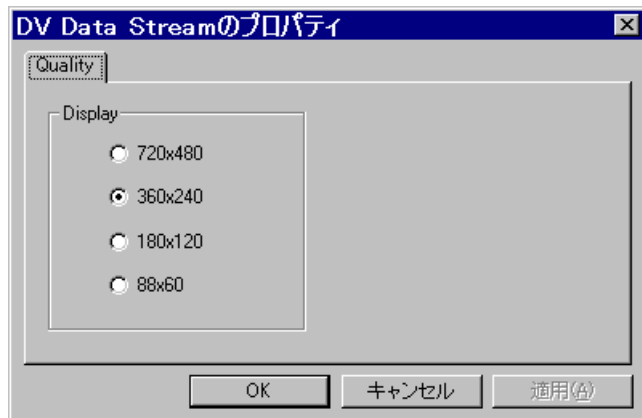 DV Data Streamのプロパティ
Quality
Display
720x480
360x240
180x120
88x60
OK
キャンセル
適用(A)